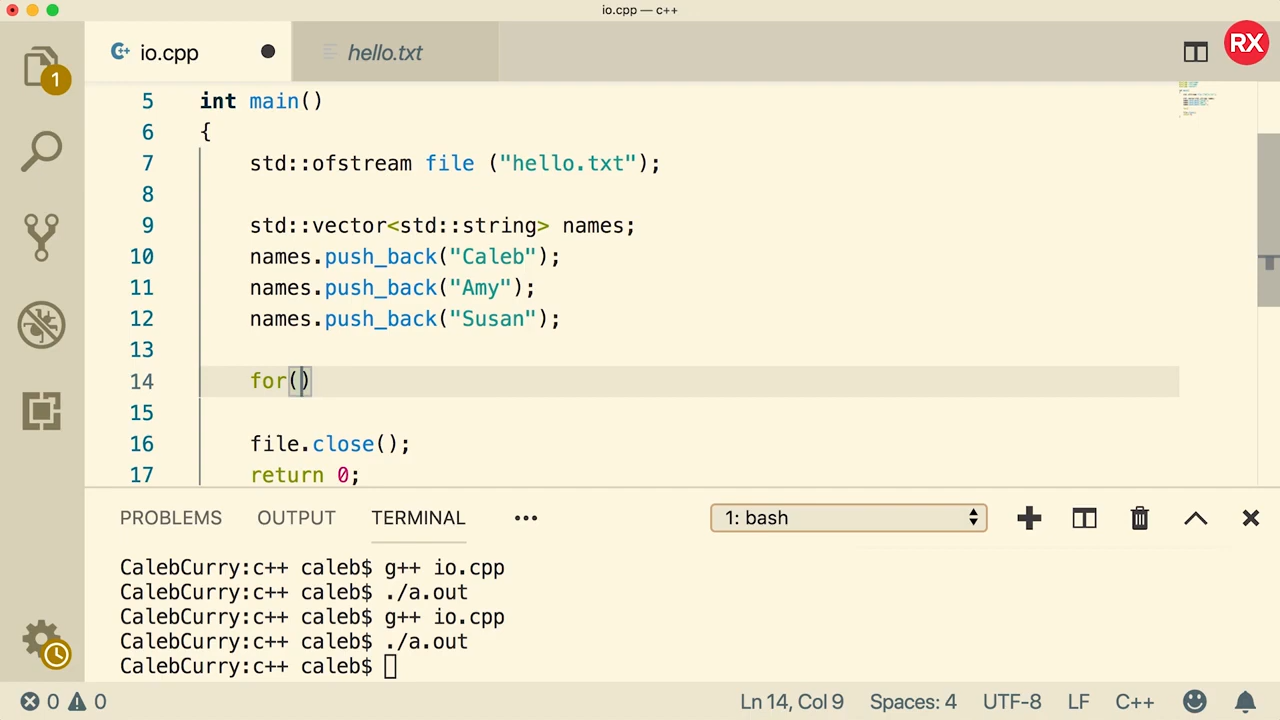 io.cpp — c++
io.cpp
hello.txt
RX
1
5 int main()
6 {
7 std::ofstream file ("hello.txt");
8
9 std::vector<std::string> names;
10 names.push_back("Caleb");
11 names.push_back("Amy");
12 names.push_back("Susan");
13
14 for()
15
16 file.close();
17 return 0;
PROBLEMS OUTPUT TERMINAL ••• 1: bash
CalebCurry:c++ caleb$ g++ io.cpp
CalebCurry:c++ caleb$ ./a.out
CalebCurry:c++ caleb$ g++ io.cpp
CalebCurry:c++ caleb$ ./a.out
CalebCurry:c++ caleb$
0 0 Ln 14, Col 9 Spaces: 4 UTF-8 LF C++